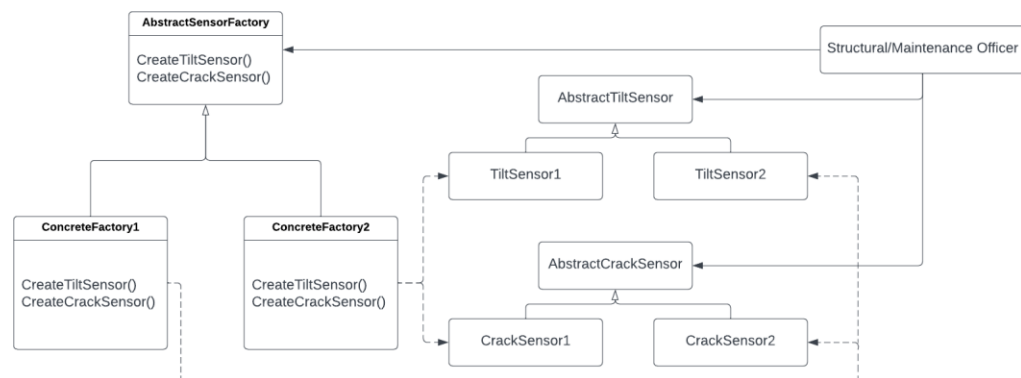 AbstractSensorFactory
CreateTiltSensor()
CreateCrackSensor()
Structural/Maintenance Officer
AbstractTiltSensor
TiltSensor1
TiltSensor2
ConcreteFactory1
CreateTiltSensor()
CreateCrackSensor()
ConcreteFactory2
CreateTiltSensor()
CreateCrackSensor()
AbstractCrackSensor
CrackSensor1
CrackSensor2